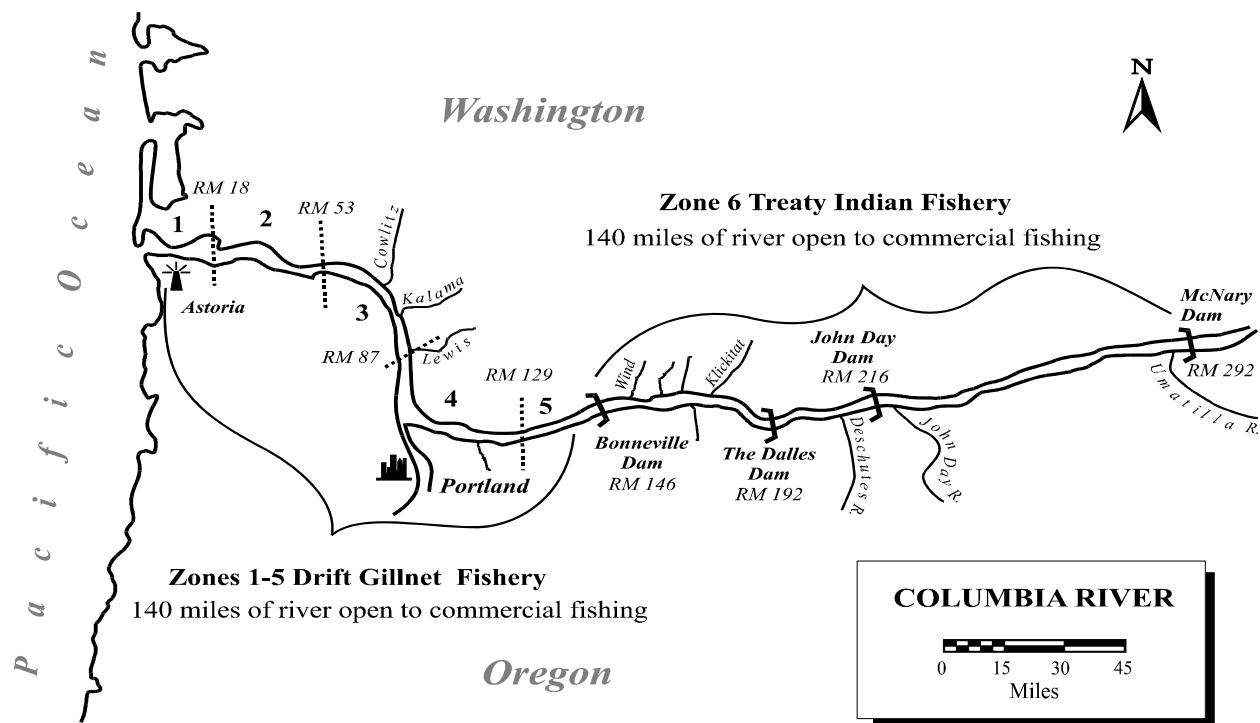 Pacific Ocean
Washington
N
Zone 6 Treaty Indian Fishery
140 miles of river open to commercial fishing
RM 18
1
2
RM 53
Cowlitz
Kalama
3
Astoria
RM 87
Lewis
4
RM 129
5
Wind
Klickitat
John Day
Dam
RM 216
McNary
Dam
RM 292
Umatilla R.
Bonneville
Dam
RM 146
The Dalles
Dam
RM 192
Deschutes R.
John Day R.
Portland
Zones 1-5 Drift Gillnet Fishery
140 miles of river open to commercial fishing
Oregon
COLUMBIA RIVER
0 15 30 45
Miles